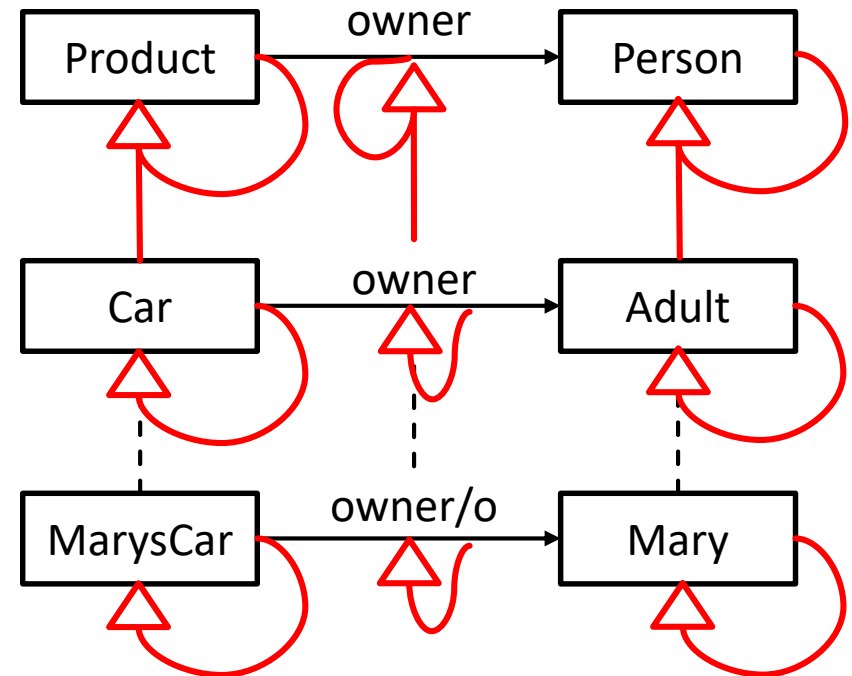 owner
Product
Person
owner
Car
Adult
owner/o
MarysCar
Mary